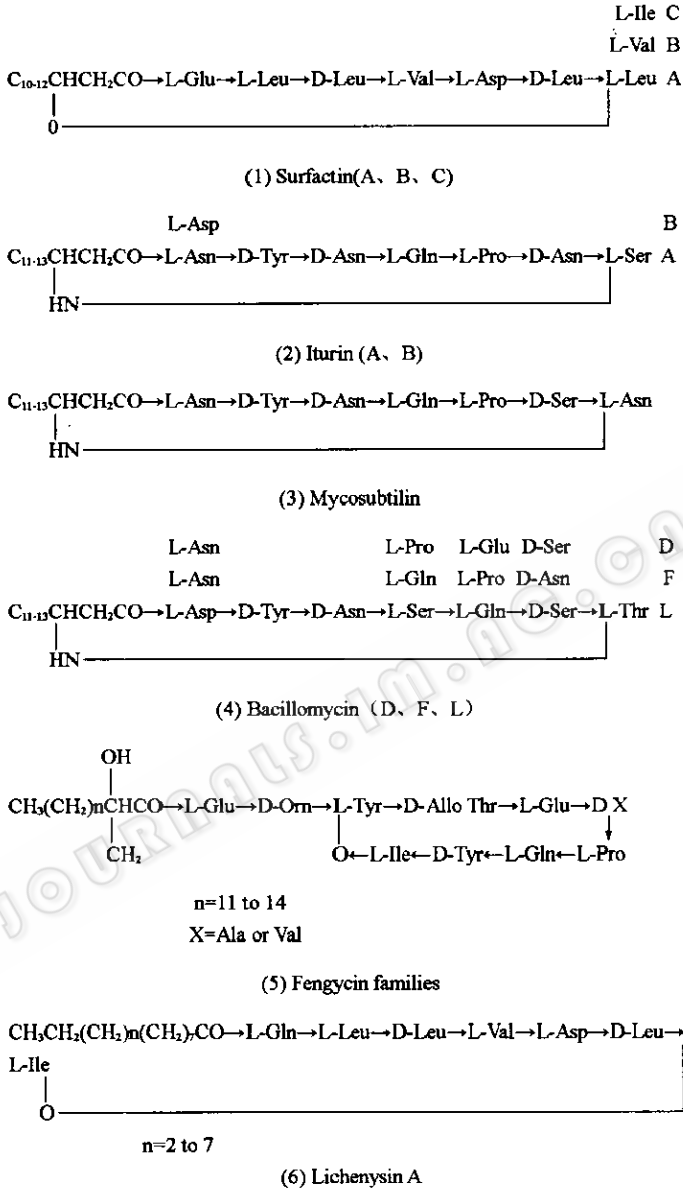 L-Ile C
L-Val B
C₁₀₋₁₂CHCH₂CO→L-Glu→L-Leu→D-Leu→L-Val→L-Asp→D-Leu→L-Leu A
0
(1) Surfactin(A、B、C)
L-Asp B
C₁₁₋₁₃CHCH₂CO→L-Asn→D-Tyr→D-Asn→L-Gln→L-Pro→D-Asn→L-Ser A
HN
(2) Iturin (A、B)
C₁₁₋₁₃CHCH₂CO→L-Asn→D-Tyr→D-Asn→L-Gln→L-Pro→D-Ser→L-Asn
HN
(3) Mycosubtilin
L-Asn L-Pro L-Glu D-Ser D
L-Asn L-Gln L-Pro D-Asn F
C₁₁₋₁₃CHCH₂CO→L-Asp→D-Tyr→D-Asn→L-Ser→L-Gln→D-Ser→L-Thr L
HN
(4) Bacillomycin (D、F、L)
OH
CH₃(CH₂)nCHCO→L-Glu→D-Orn→L-Tyr→D-Allo Thr→L-Glu→D X
CH₂ O←L-Ile←D-Tyr←L-Gln←L-Pro
n=11 to 14
X=Ala or Val
(5) Fengycin families
CH₃CH₂(CH₂)n(CH₂)₇CO→L-Gln→L-Leu→D-Leu→L-Val→L-Asp→D-Leu→
L-Ile
O
n=2 to 7
(6) Lichenysin A
JOURNALS.IM.AC.CN